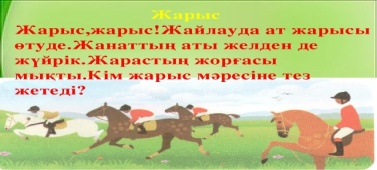 Жарыс
Жарыс,жарыс!Жайлауда ат жарысы
өтуде.Жанаттың аты желден де
жүйрік.Жарастың жорғасы
мықты.Кім жарыс мәресіне тез
жетеді?